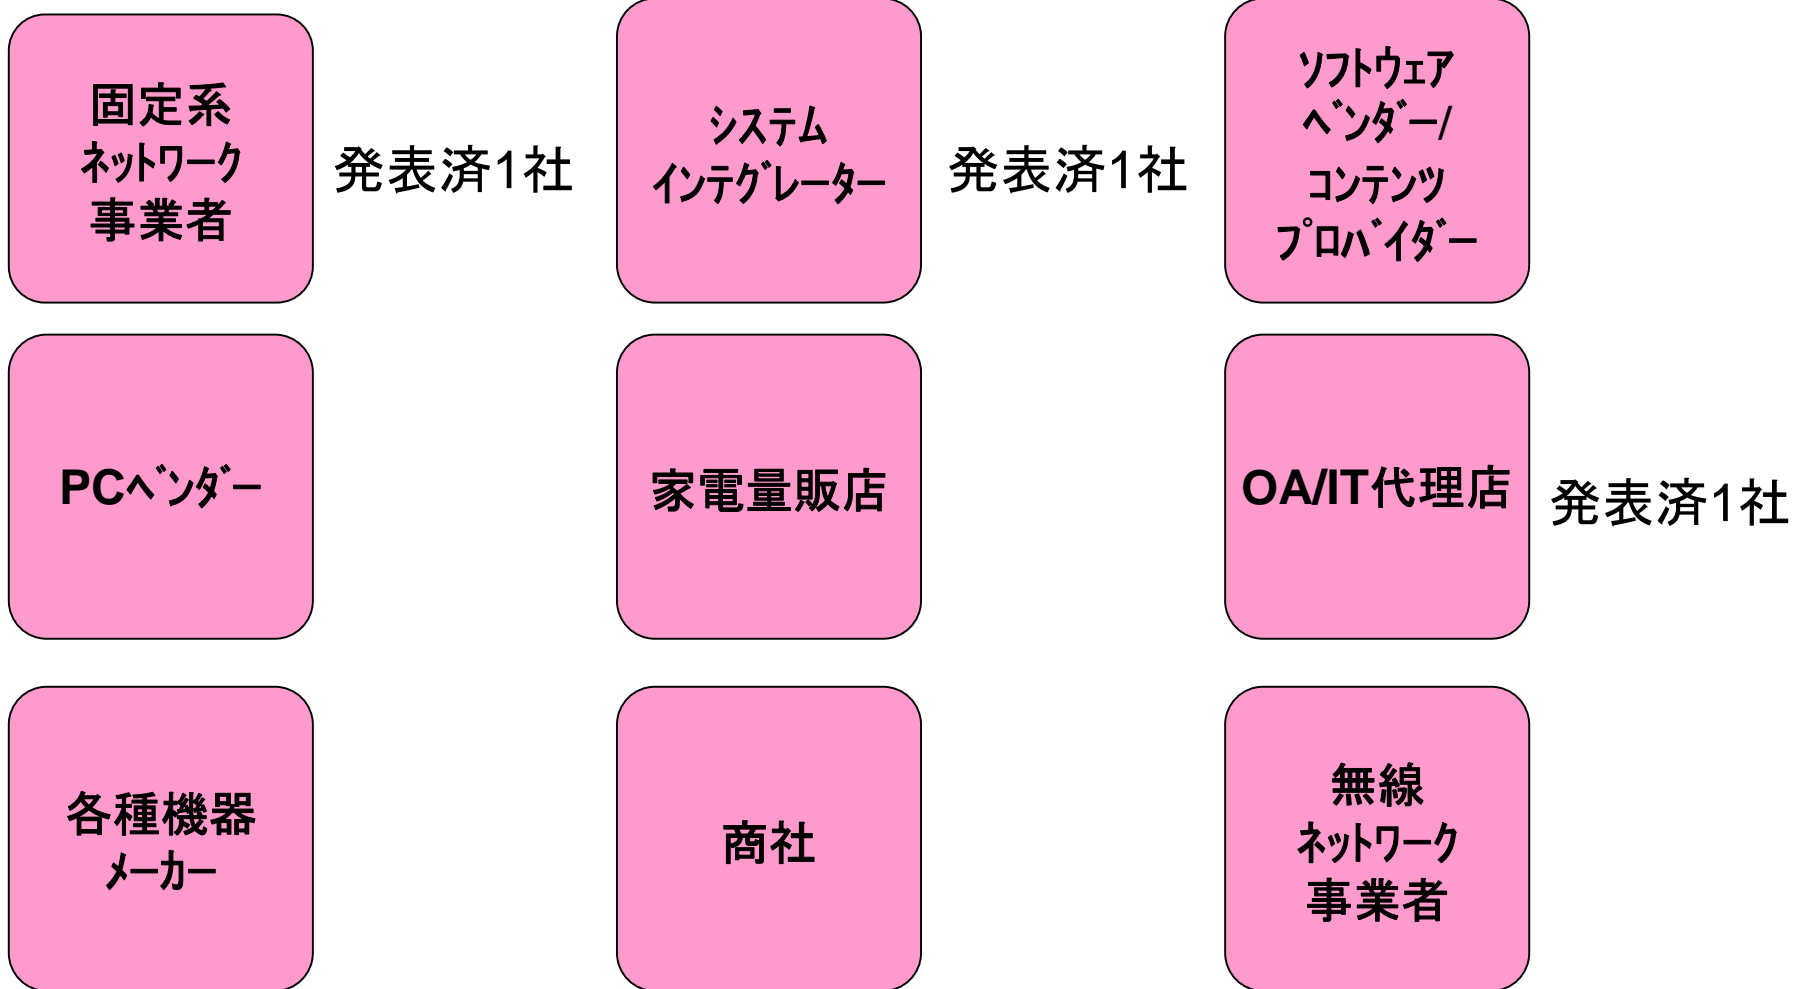 固定系
ﾈｯﾄﾜｰｸ
事業者
発表済1社
ｼｽﾃﾑ
ｲﾝﾃｸﾞﾚｰﾀｰ
発表済1社
ｿﾌﾄｳｪｱ
ﾍﾞﾝﾀﾞｰ/
ｺﾝﾃﾝﾂ
ﾌﾟﾛﾊﾞｲﾀﾞｰ
PCﾍﾞﾝﾀﾞｰ
家電量販店
OA/IT代理店
発表済1社
各種機器
ﾒｰｶｰ
商社
無線
ﾈｯﾄﾜｰｸ
事業者